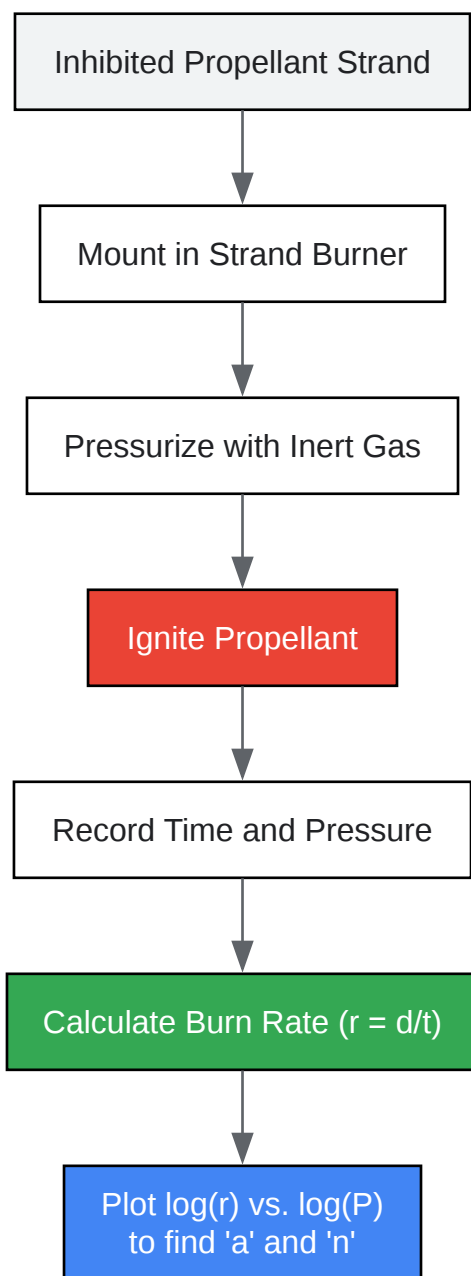 Inhibited Propellant Strand
Mount in Strand Burner
Pressurize with Inert Gas
Ignite Propellant
Record Time and Pressure
Calculate Burn Rate (r = d/t)
Plot log(r) vs. log(P)
to find 'a' and 'n'